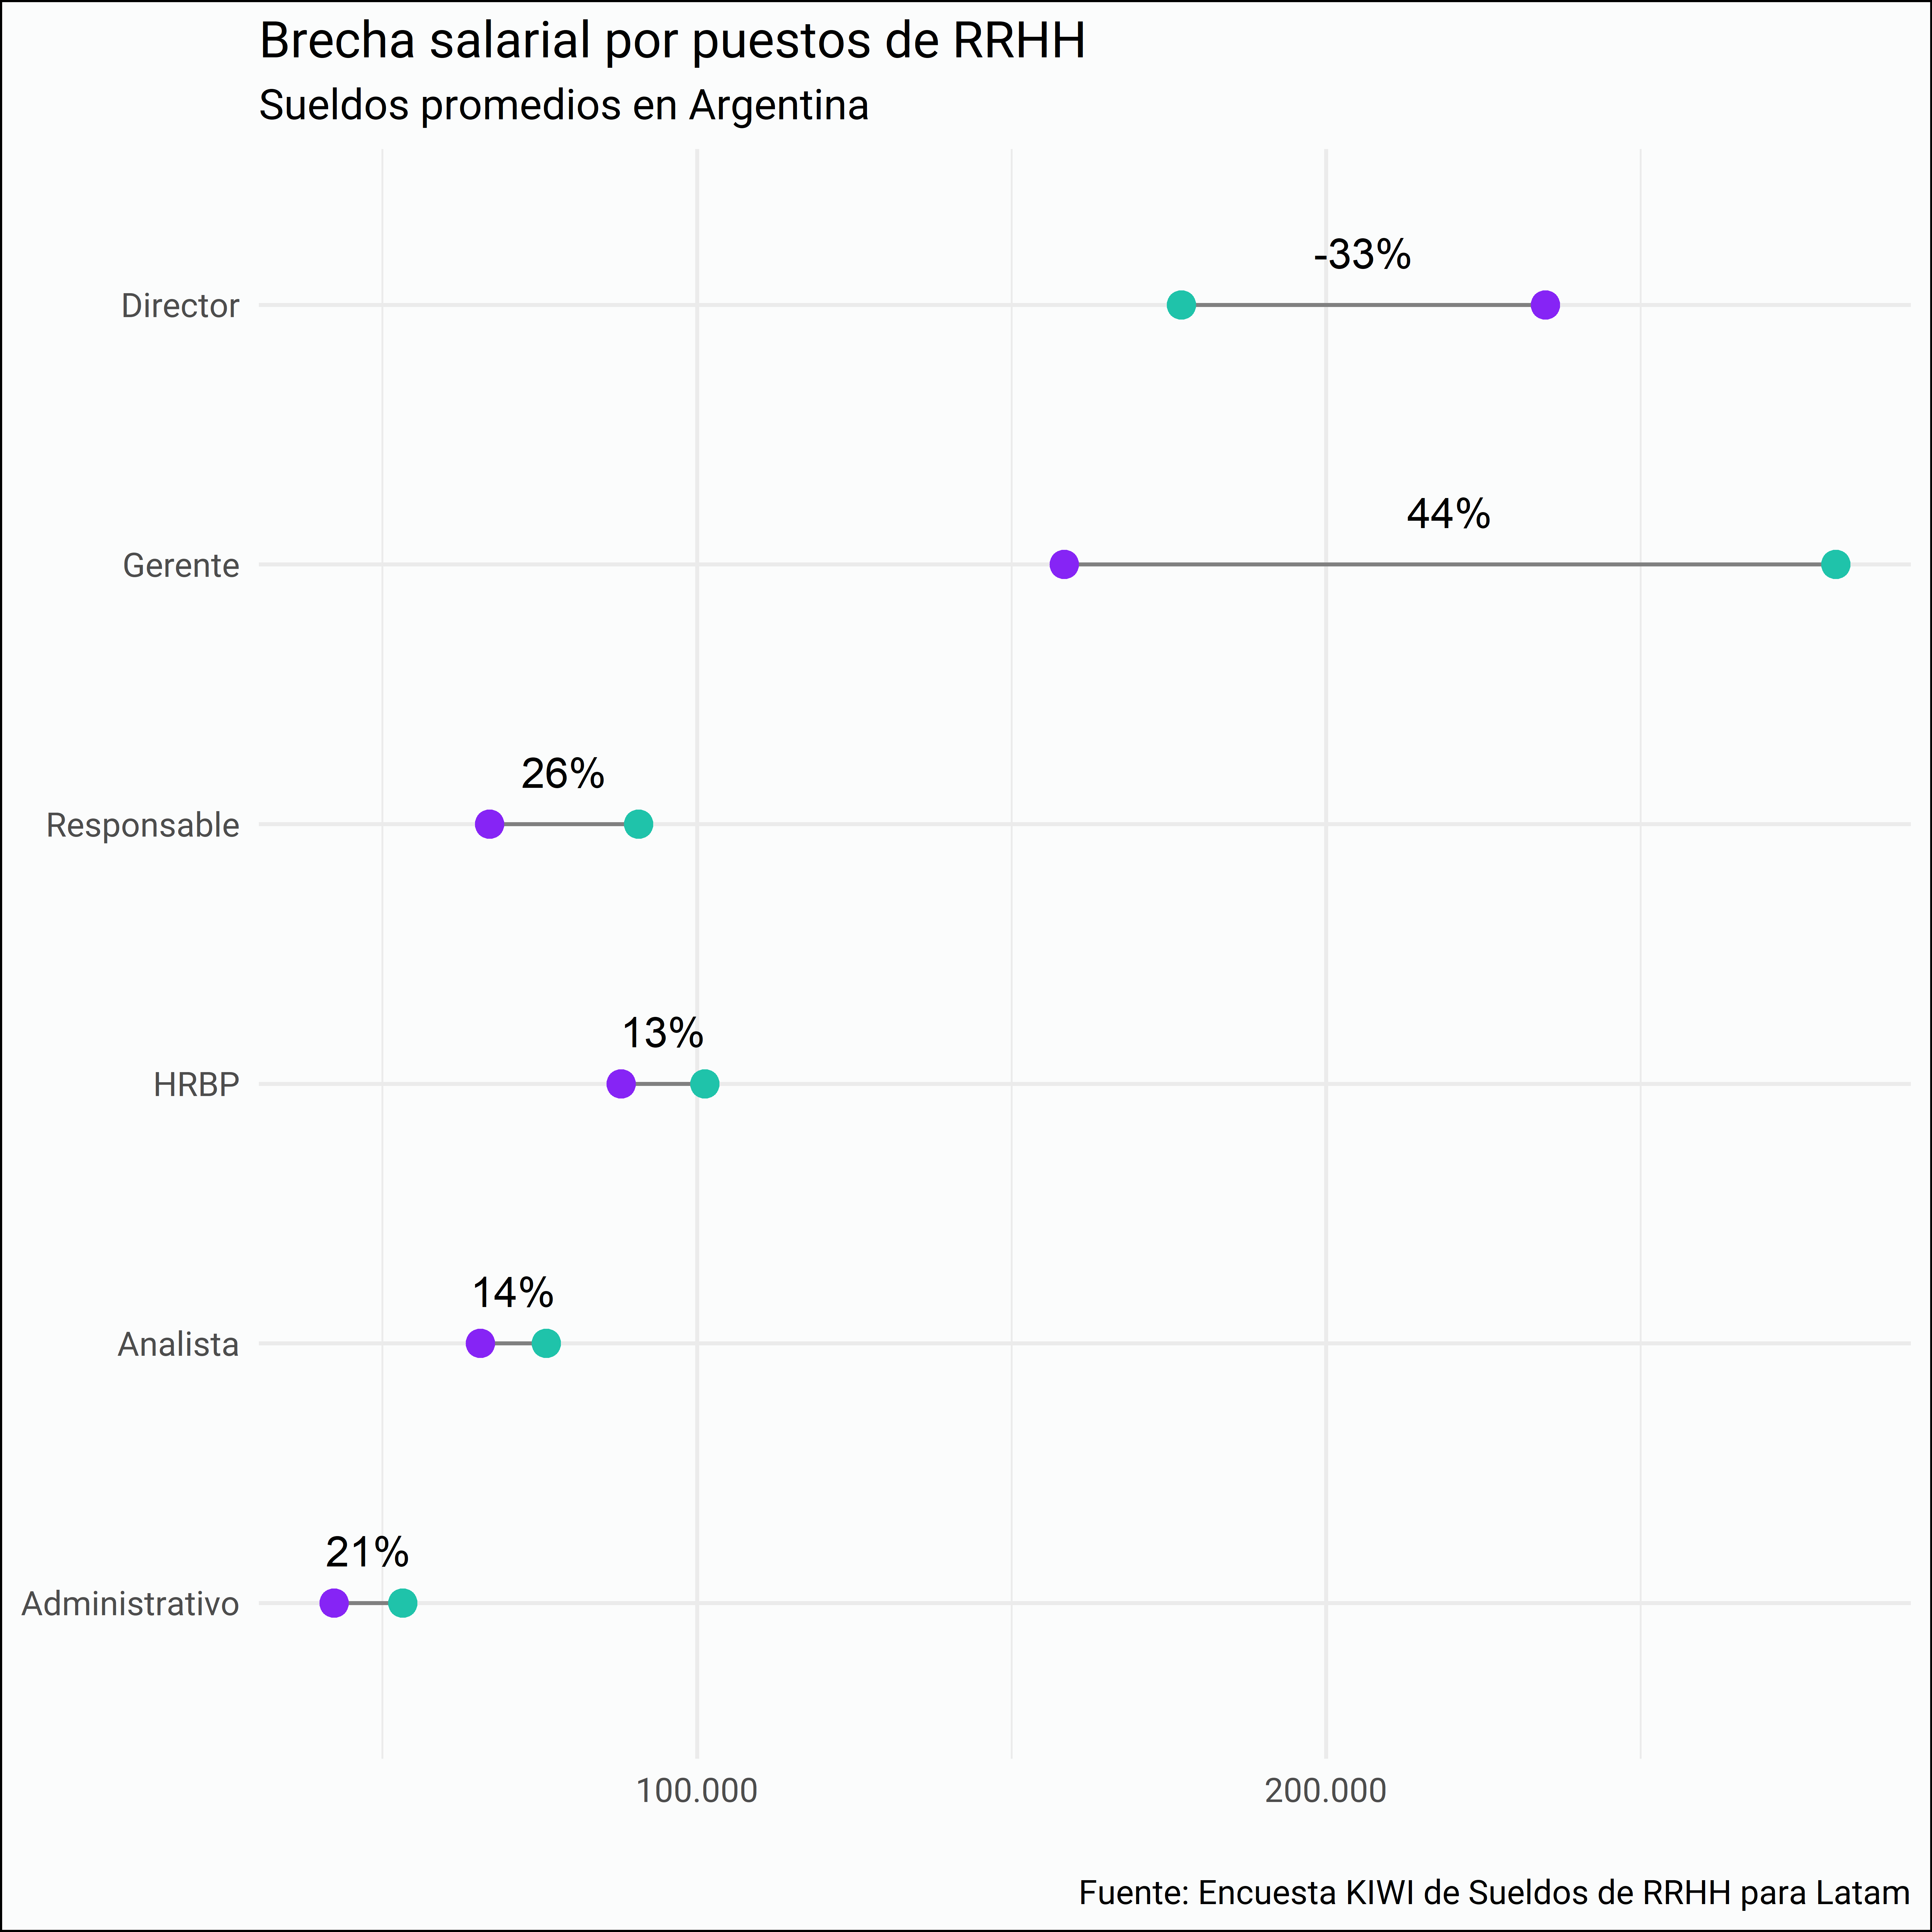 Brecha salarial por puestos de RRHH
Sueldos promedios en Argentina
Director
-33%
Gerente
44%
Responsable
26%
HRBP
13%
Analista
14%
Administrativo
21%
100.000
200.000
Fuente: Encuesta KIWI de Sueldos de RRHH para Latam